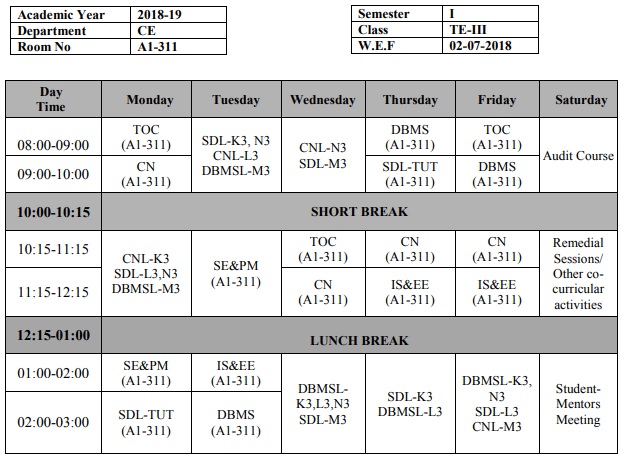 Academic Year 2018-19
Department CE
Room No A1-311
Semester I
Class TE-III
W.E.F 02-07-2018
Day Time Monday Tuesday Wednesday Thursday Friday Saturday
08:00-09:00
TOC
(A1-311)
SDL-K3, N3
CNL-L3
DBMSL-M3
CNL-N3
SDL-M3
DBMS
(A1-311)
TOC
(A1-311)
Audit Course
09:00-10:00
CN
(A1-311)
SDL-TUT
(A1-311)
DBMS
(A1-311)
10:00-10:15 SHORT BREAK
10:15-11:15
CNL-K3
SDL-L3,N3
DBMSL-M3
SE&PM
(A1-311)
TOC
(A1-311)
CN
(A1-311)
CN
(A1-311)
Remedial
Sessions/
Other co-
curricular
activities
11:15-12:15
CN
(A1-311)
IS&EE
(A1-311)
IS&EE
(A1-311)
12:15-01:00 LUNCH BREAK
01:00-02:00
SE&PM
(A1-311)
IS&EE
(A1-311)
DBMSL-
K3,L3,N3
SDL-M3
SDL-K3
DBMSL-L3
DBMSL-K3,
N3
SDL-L3
CNL-M3
Student-
Mentors
Meeting
02:00-03:00
SDL-TUT
(A1-311)
DBMS
(A1-311)